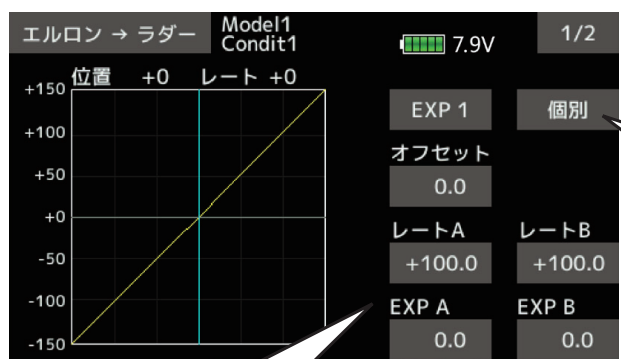 エルロン → ラダー
Model1
Condit1
7.9V
1/2
位置 +0 レート +0
+150
+100
+50
+0
-50
-100
-150
EXP 1
個別
オフセット
0.0
レートA
レートB
+100.0
+100.0
EXP A
EXP B
0.0
0.0